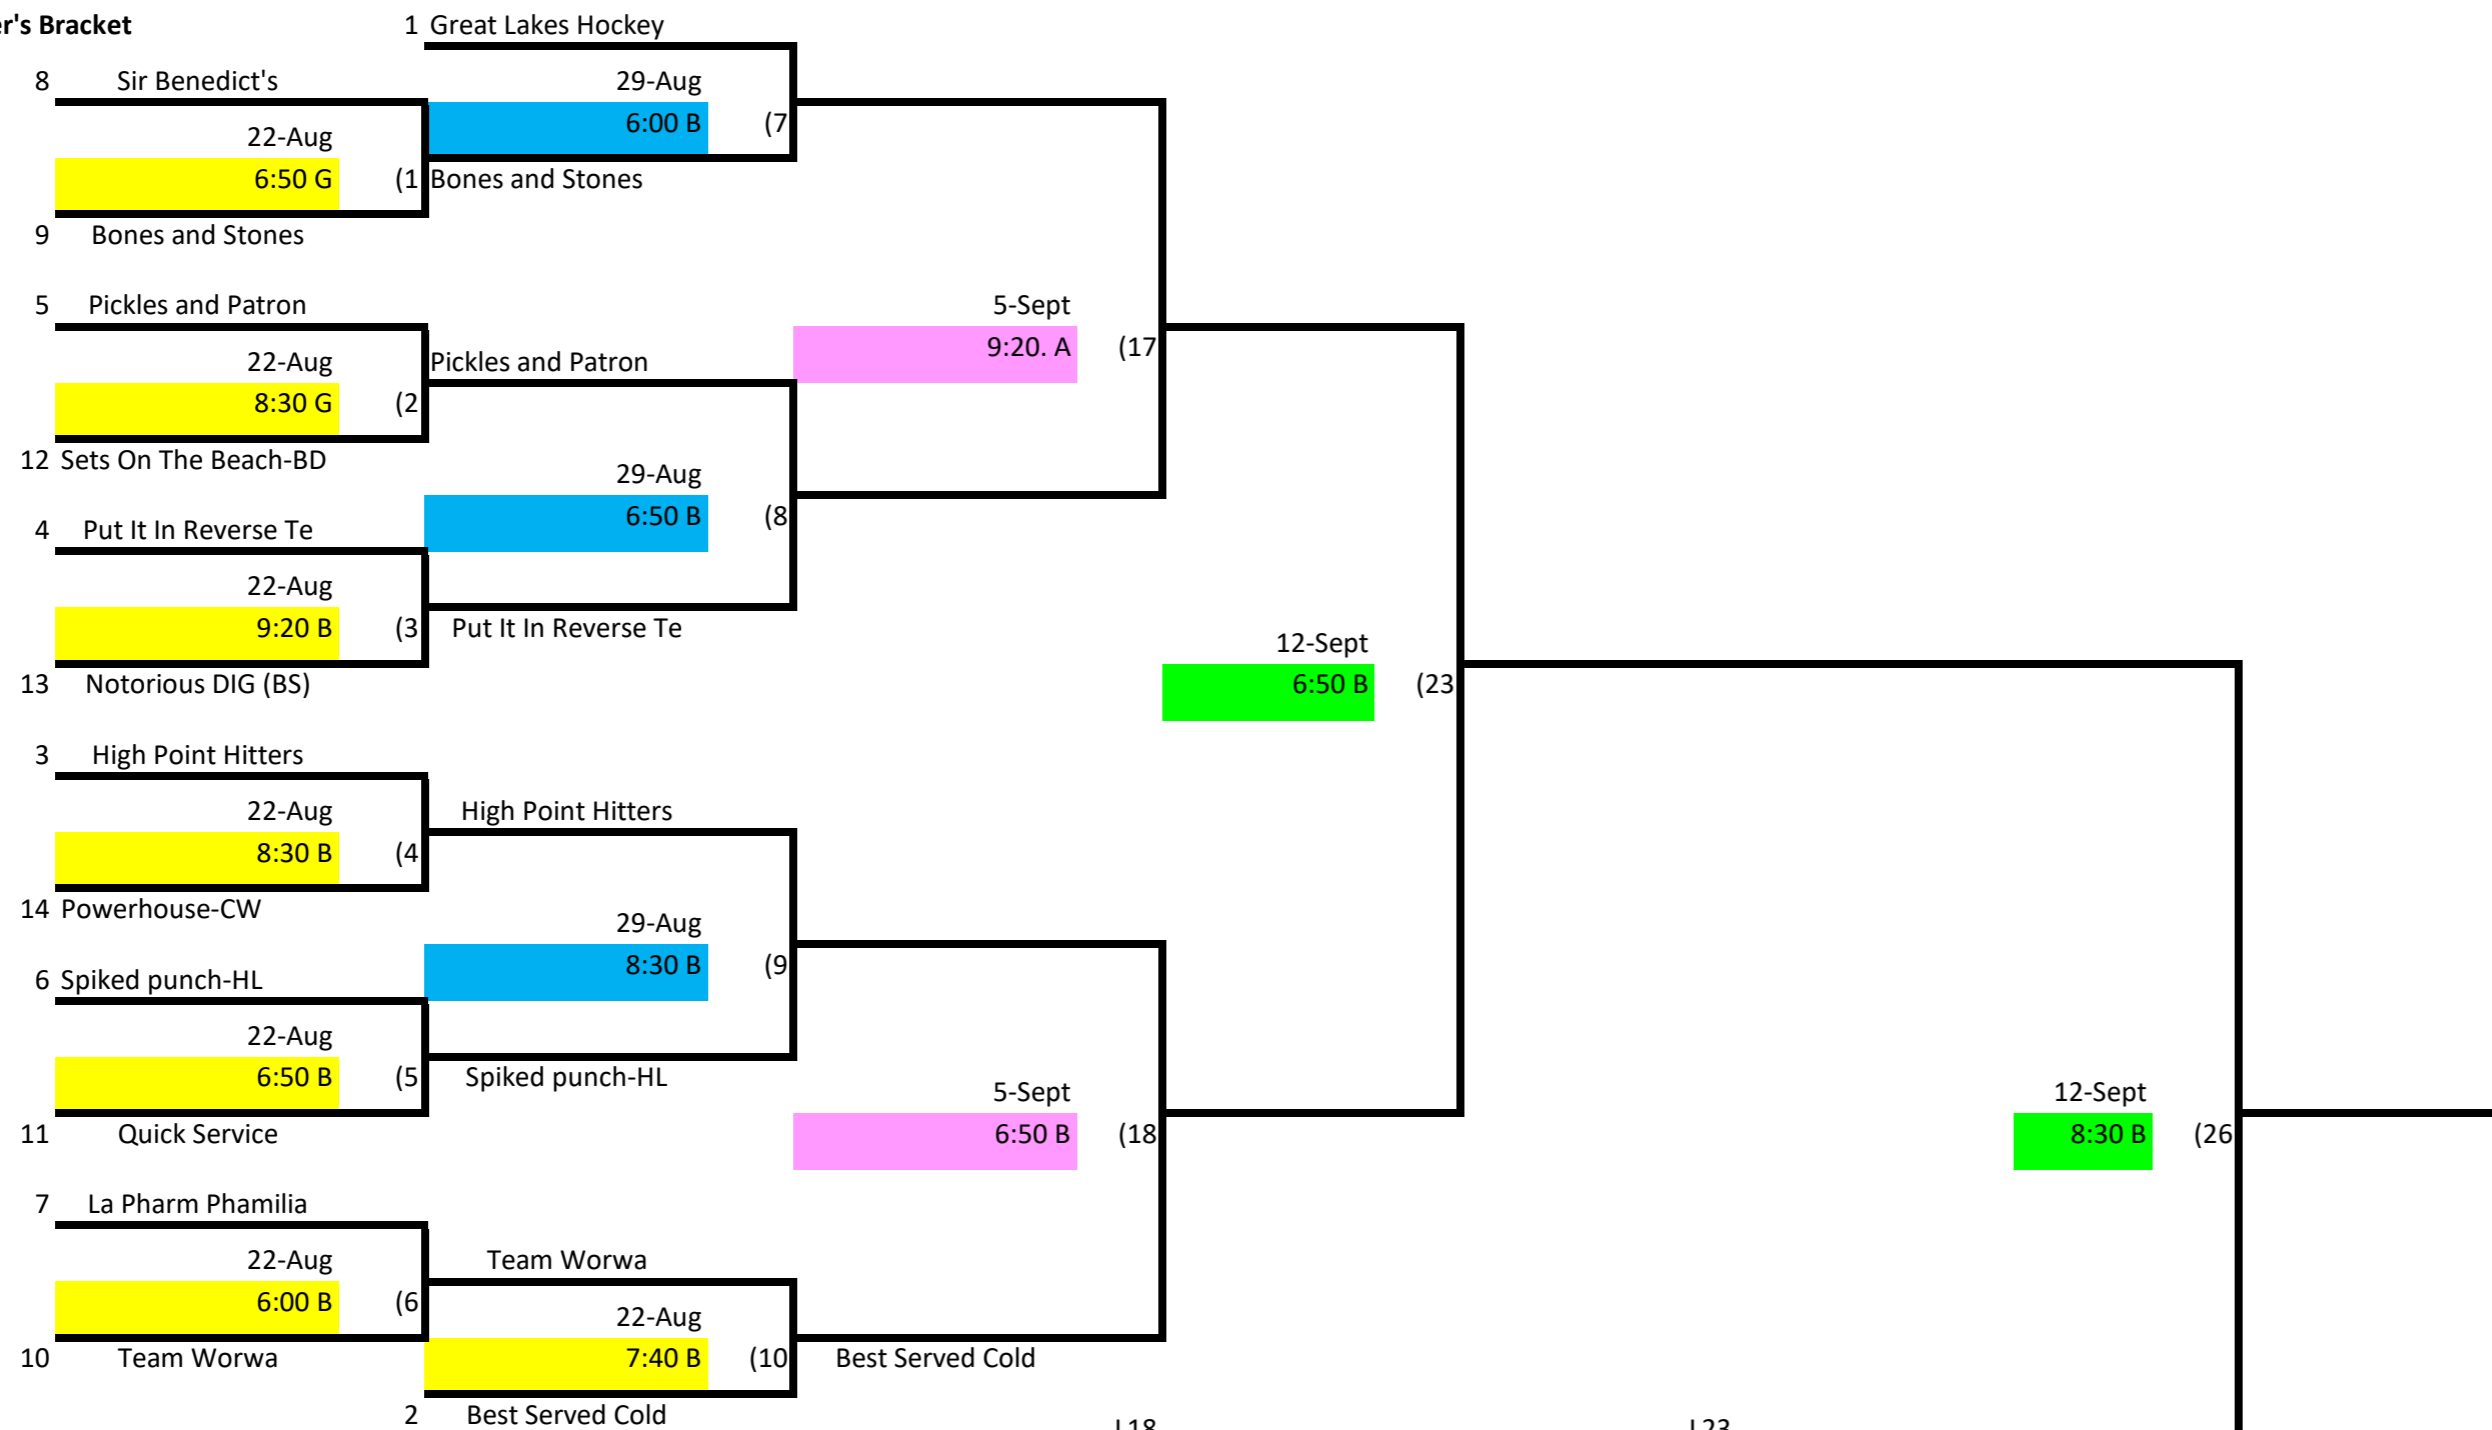 er's Bracket
1 Great Lakes Hockey
8 Sir Benedict's
29-Aug
6:00 B (7
22-Aug
6:50 G (1
Bones and Stones
9 Bones and Stones
5 Pickles and Patron
5-Sept
9:20. A (17
22-Aug
Pickles and Patron
8:30 G (2
12 Sets On The Beach-BD
29-Aug
6:50 B (8
4 Put It In Reverse Te
22-Aug
9:20 B (3
Put It In Reverse Te
12-Sept
6:50 B (23
13 Notorious DIG (BS)
3 High Point Hitters
22-Aug
High Point Hitters
8:30 B (4
14 Powerhouse-CW
29-Aug
8:30 B (9
6 Spiked punch-HL
22-Aug
6:50 B (5
Spiked punch-HL
5-Sept
6:50 B (18
12-Sept
8:30 B (26
11 Quick Service
7 La Pharm Phamilia
22-Aug
Team Worwa
6:00 B (6
22-Aug
7:40 B (10
Best Served Cold
10 Team Worwa
2 Best Served Cold
L18
L23